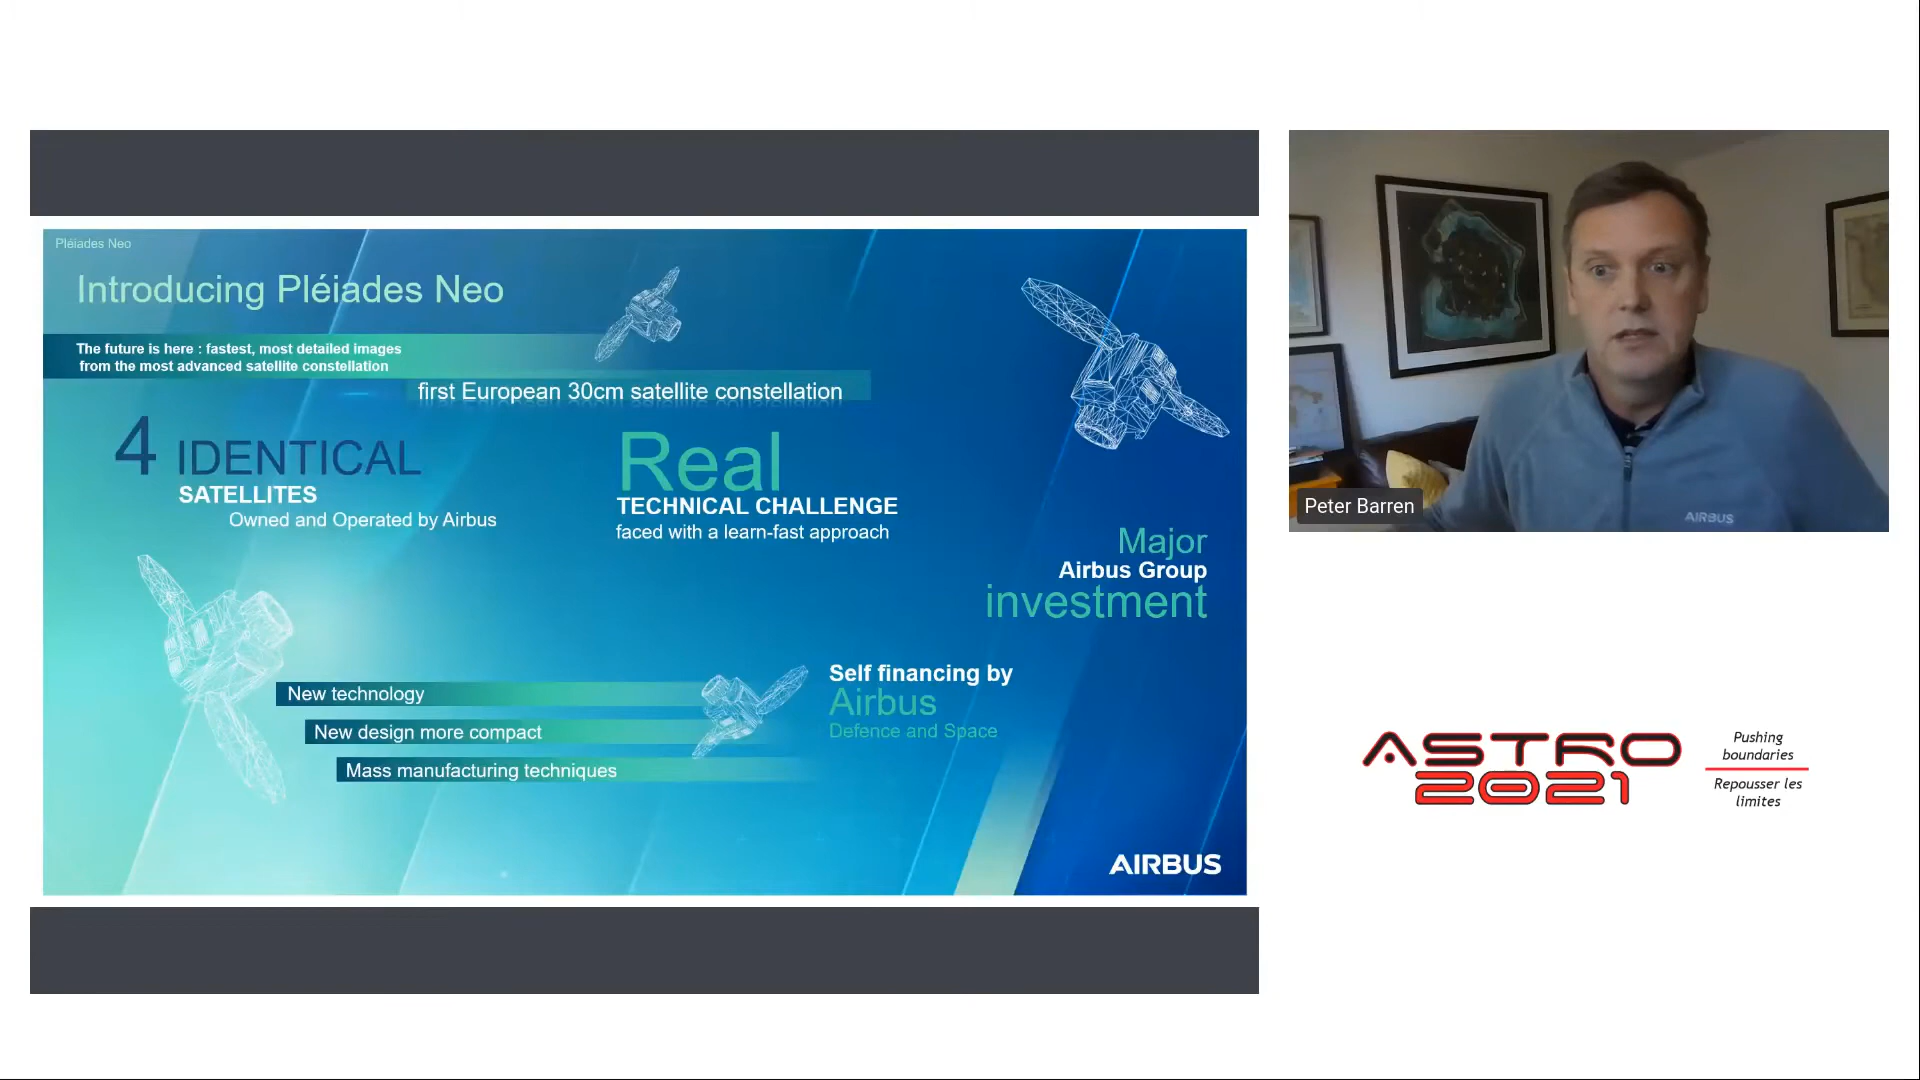 Pléiades Neo
Introducing Pléiades Neo
The future is here : fastest, most detailed images
from the most advanced satellite constellation
first European 30cm satellite constellation
4 IDENTICAL
SATELLITES
Owned and Operated by Airbus
Real
TECHNICAL CHALLENGE
faced with a learn-fast approach
Major
Airbus Group
investment
New technology
New design more compact
Mass manufacturing techniques
Self financing by
Airbus
Defence and Space
AIRBUS
AIRBUS
Peter Barren
ASTRO
2021
Pushing
boundaries
Repousser les
limites